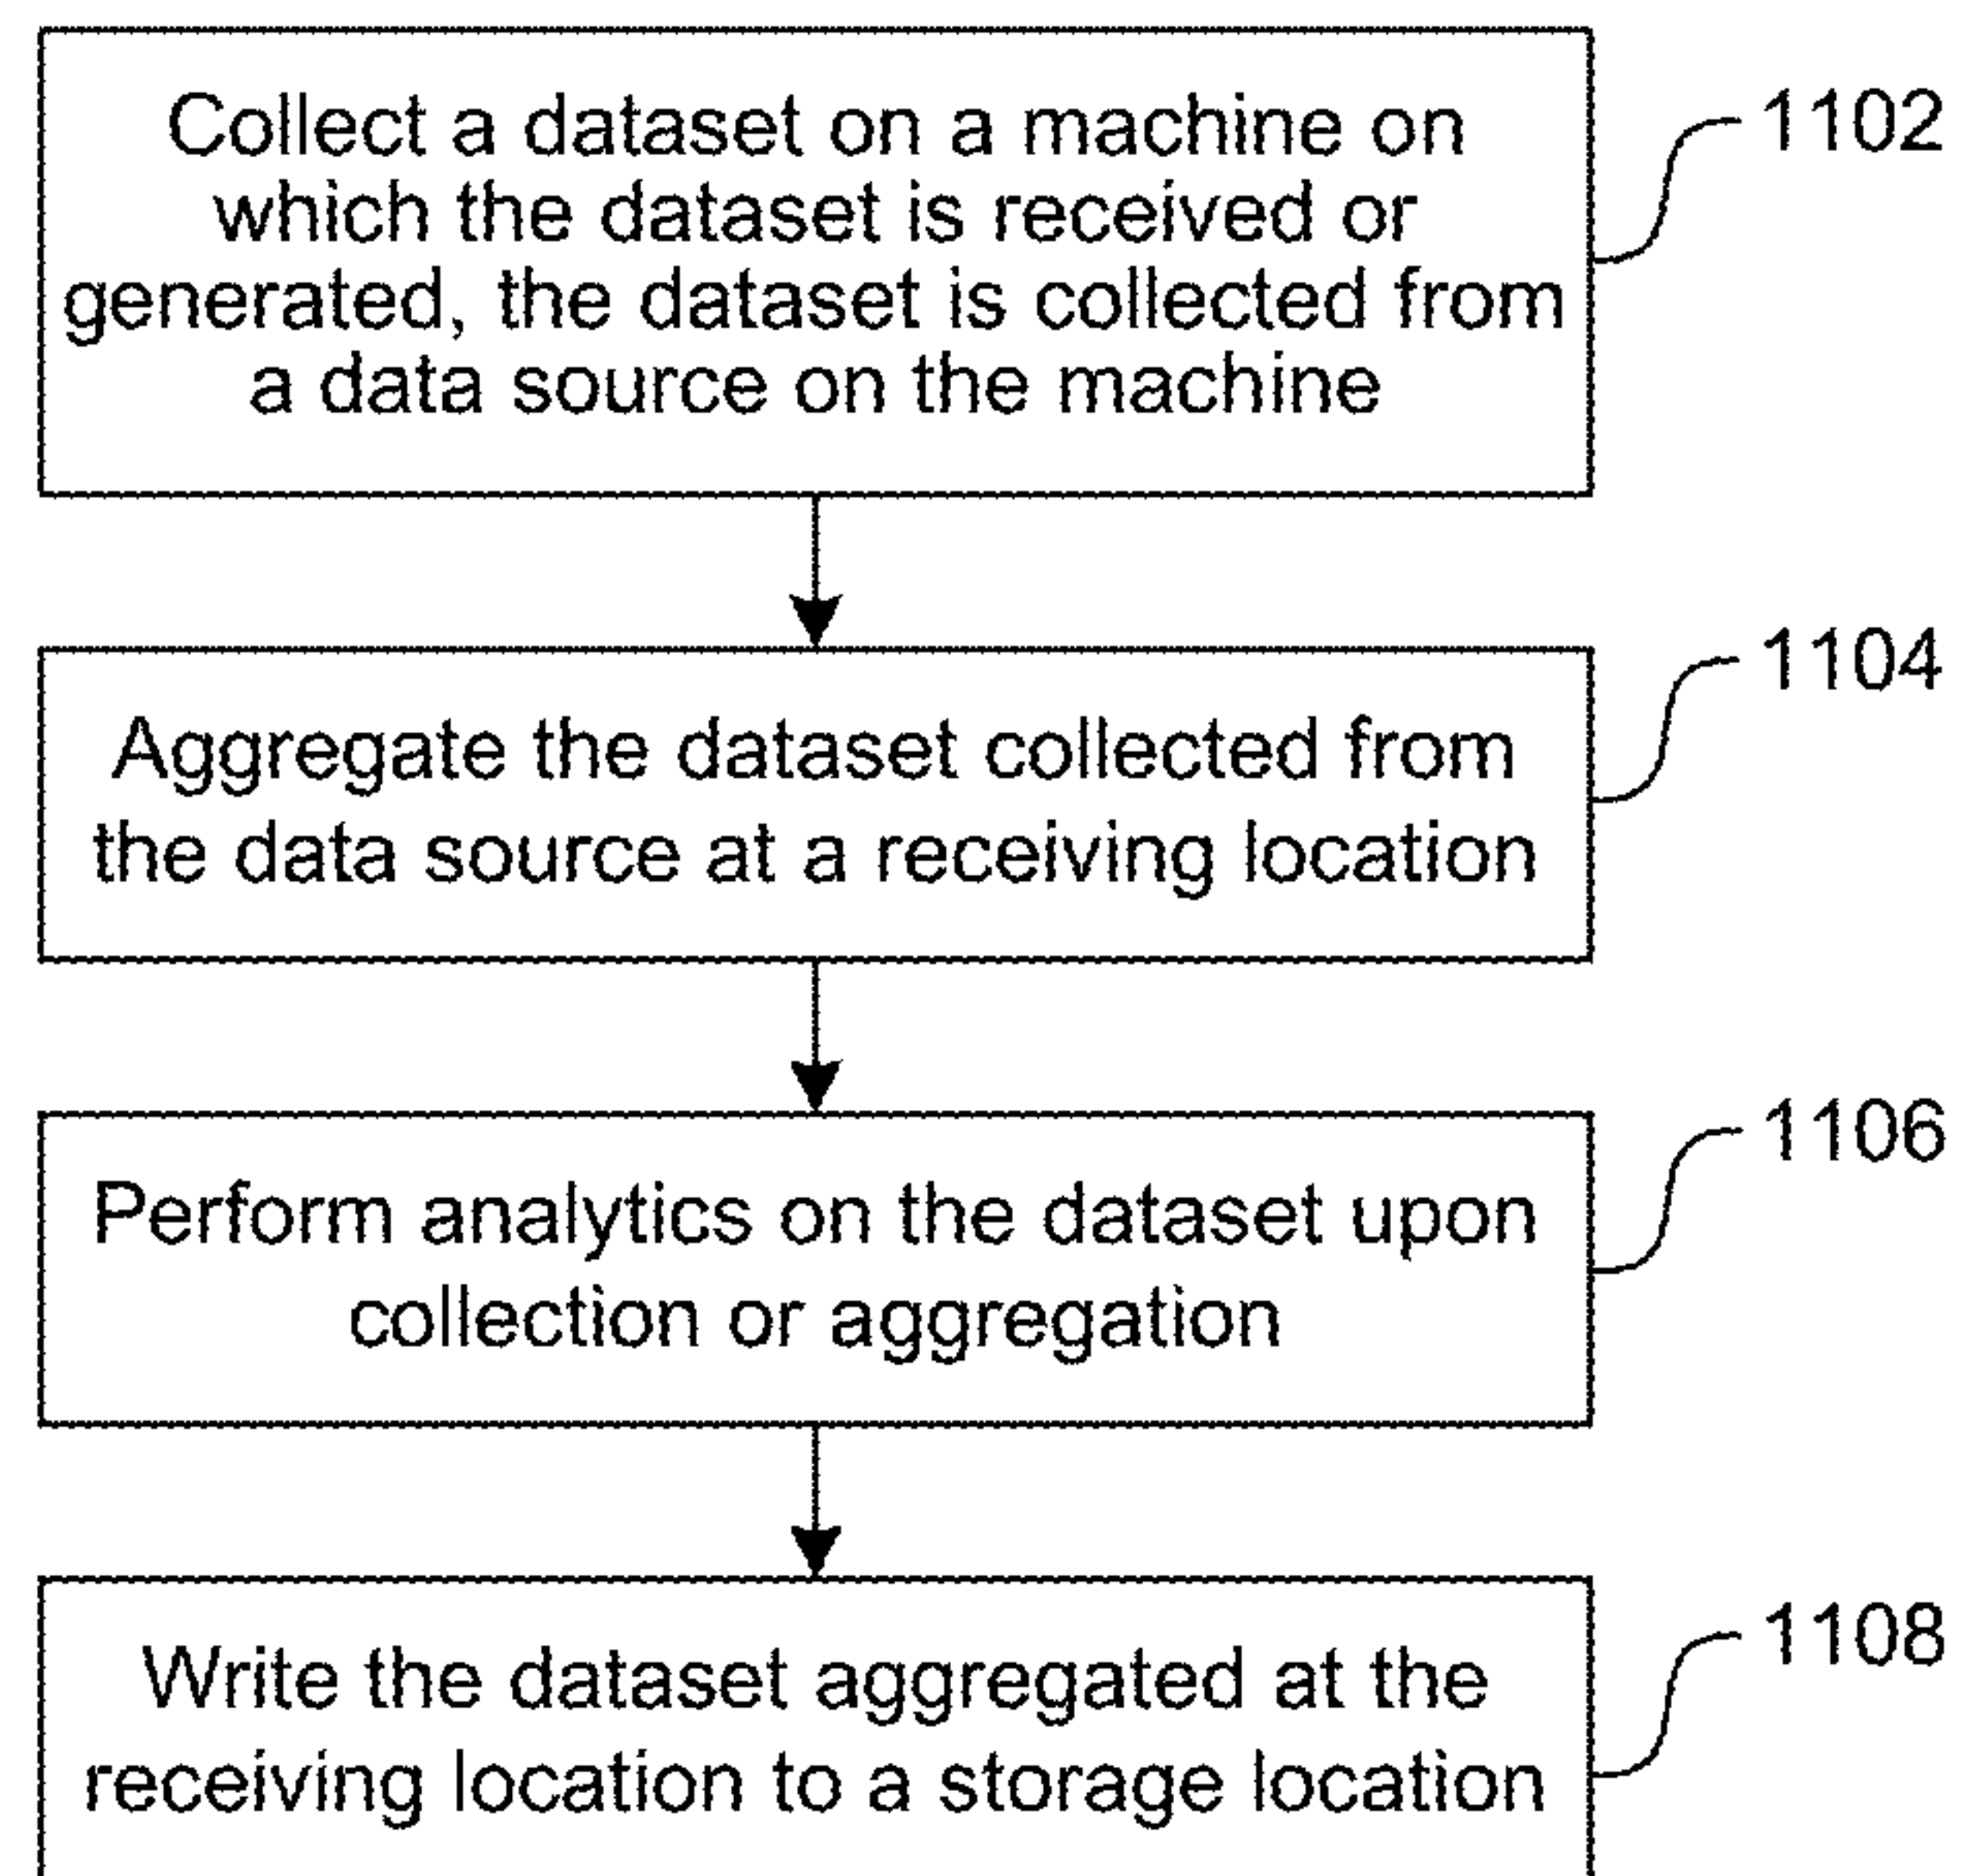 Collect a dataset on a machine on
which the dataset is received or
generated, the dataset is collected from
a data source on the machine
1102
Aggregate the dataset collected from
the data source at a receiving location
1104
Perform analytics on the dataset upon
collection or aggregation
1106
Write the dataset aggregated at the
receiving location to a storage location
1108